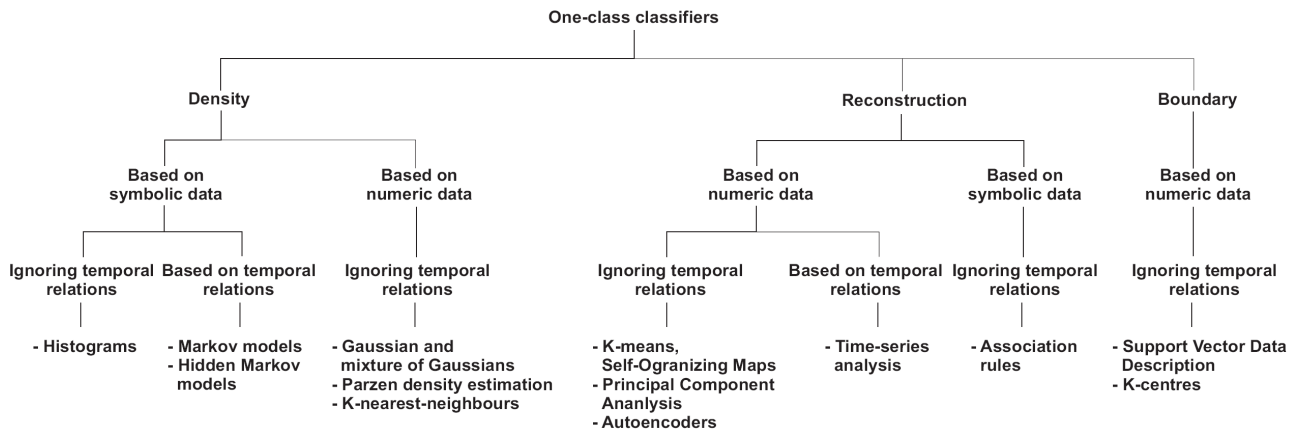 One-class classifiers
Density
Reconstruction
Boundary
Based on
symbolic data
Based on
numeric data
Based on
numeric data
Based on
symbolic data
Based on
numeric data
Ignoring temporal
relations
Based on temporal
relations
Ignoring temporal
relations
Ignoring temporal
relations
Based on temporal
relations
Ignoring temporal
relations
Ignoring temporal
relations
- Histograms
- Markov models
- Hidden Markov
models
- Gaussian and
mixture of Gaussians
- Parzen density estimation
- K-nearest-neighbours
- K-means,
Self-Ogranizing Maps
- Principal Component
Ananlysis
- Autoencoders
- Time-series
analysis
- Association
rules
- Support Vector Data
Description
- K-centres